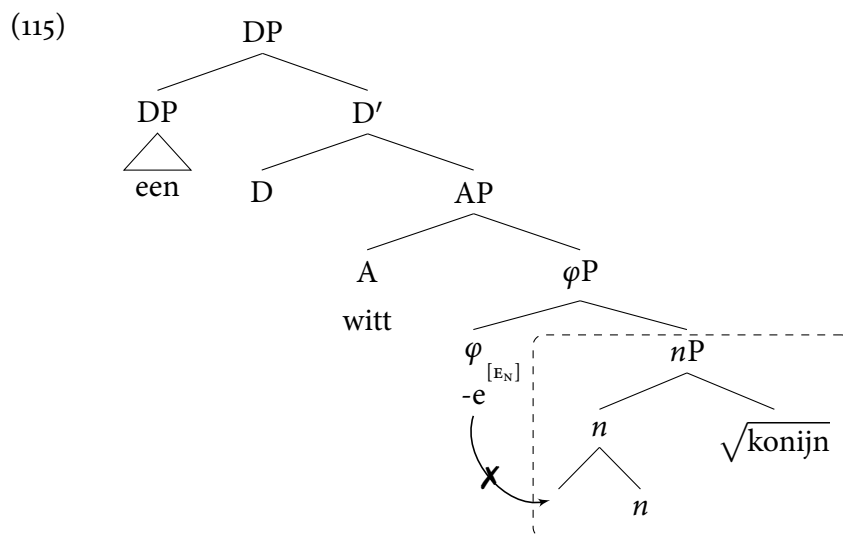 (115)
DP
DP D′
een D AP
A φP
witt
φ nP
[EN]
-e
n √konijn
✗
n